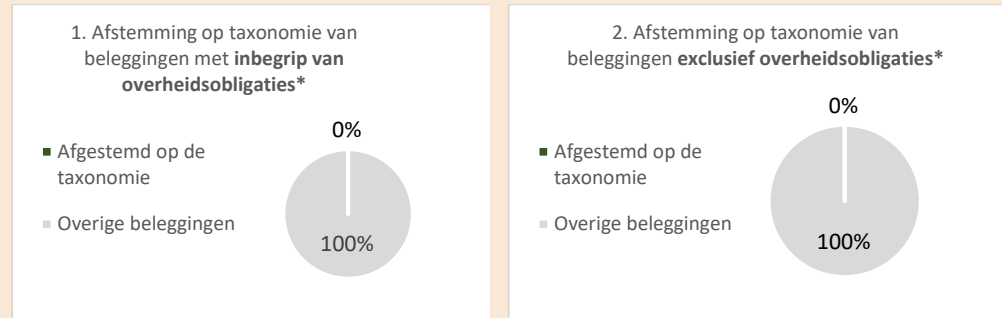 1. Afstemming op taxonomie van
beleggingen met inbegrip van
overheidsobligaties*
0%
Afgestemd op de
taxonomie
Overige beleggingen
100%
2. Afstemming op taxonomie van
beleggingen exclusief overheidsobligaties*
0%
Afgestemd op de
taxonomie
Overige beleggingen
100%